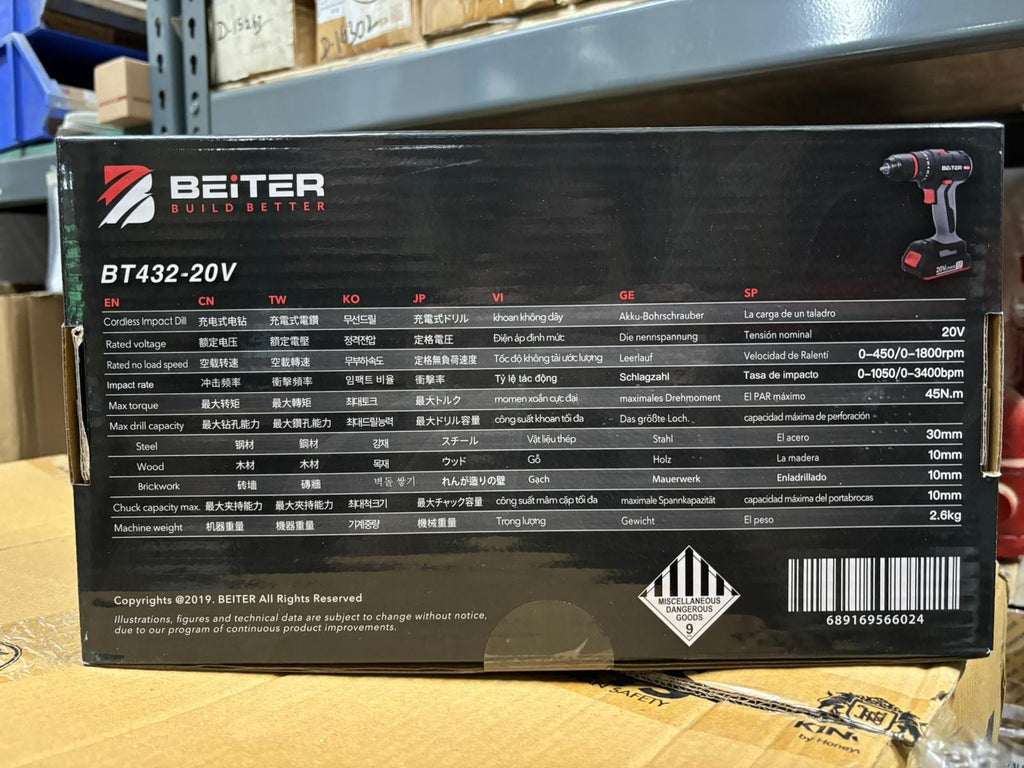 D-15263
D-16302
BEiTER
BUILD BETTER
BEiTER
20V
BT432-20V
EN CN TW KO JP VI GE SP
Cordless Impact Dill 充电式电钻 充電式電鑽 무선드릴 充電式ドリル khoan không dây Akku-Bohrschrauber La carga de un taladro
Rated voltage 额定电压 額定電壓 정격전압 定格電圧 Điện áp định mức Die nennspannung Tensión nominal 20V
Rated no load speed 空载转速 空載轉速 무부하속도 定格無負荷速度 Tốc độ không tải ước lượng Leerlauf Velocidad de Ralentí 0-450/0-1800rpm
Impact rate 冲击频率 衝擊頻率 임팩트 비율 衝擊率 Tỷ lệ tác động Schlagzahl Tasa de impacto 0-1050/0-3400bpm
Max torque 最大转矩 最大轉矩 최대토크 最大トルク momen xoắn cực đại maximales Drehmoment El PAR máximo 45N.m
Max drill capacity 最大钻孔能力 最大鑽孔能力 최대드릴능력 最大ドリル容量 công suất khoan tối đa Das größte Loch. capacidad máxima de perforación
Steel 钢材 鋼材 강재 スチール Vật liệu thép Stahl El acero 30mm
Wood 木材 木材 목재 ウッド Gỗ Holz La madera 10mm
Brickwork 砖墙 磚牆 벽돌 쌓기 れんが造りの壁 Gạch Mauerwerk Enladrillado 10mm
Chuck capacity max. 最大夹持能力 最大夾持能力 최대척크기 最大チャック容量 công suất mâm cặp tối đa maximale Spannkapazität capacidad máxima del portabrocas 10mm
Machine weight 机器重量 機器重量 기계중량 機械重量 Trọng lượng Gewicht El peso 2.6kg
Copyrights @2019. BEITER All Rights Reserved
Illustrations, figures and technical data are subject to change without notice,
due to our program of continuous product improvements.
MISCELLANEOUS
DANGEROUS
GOODS
9
689169566024
SAFETY
KIN
by Honeyw